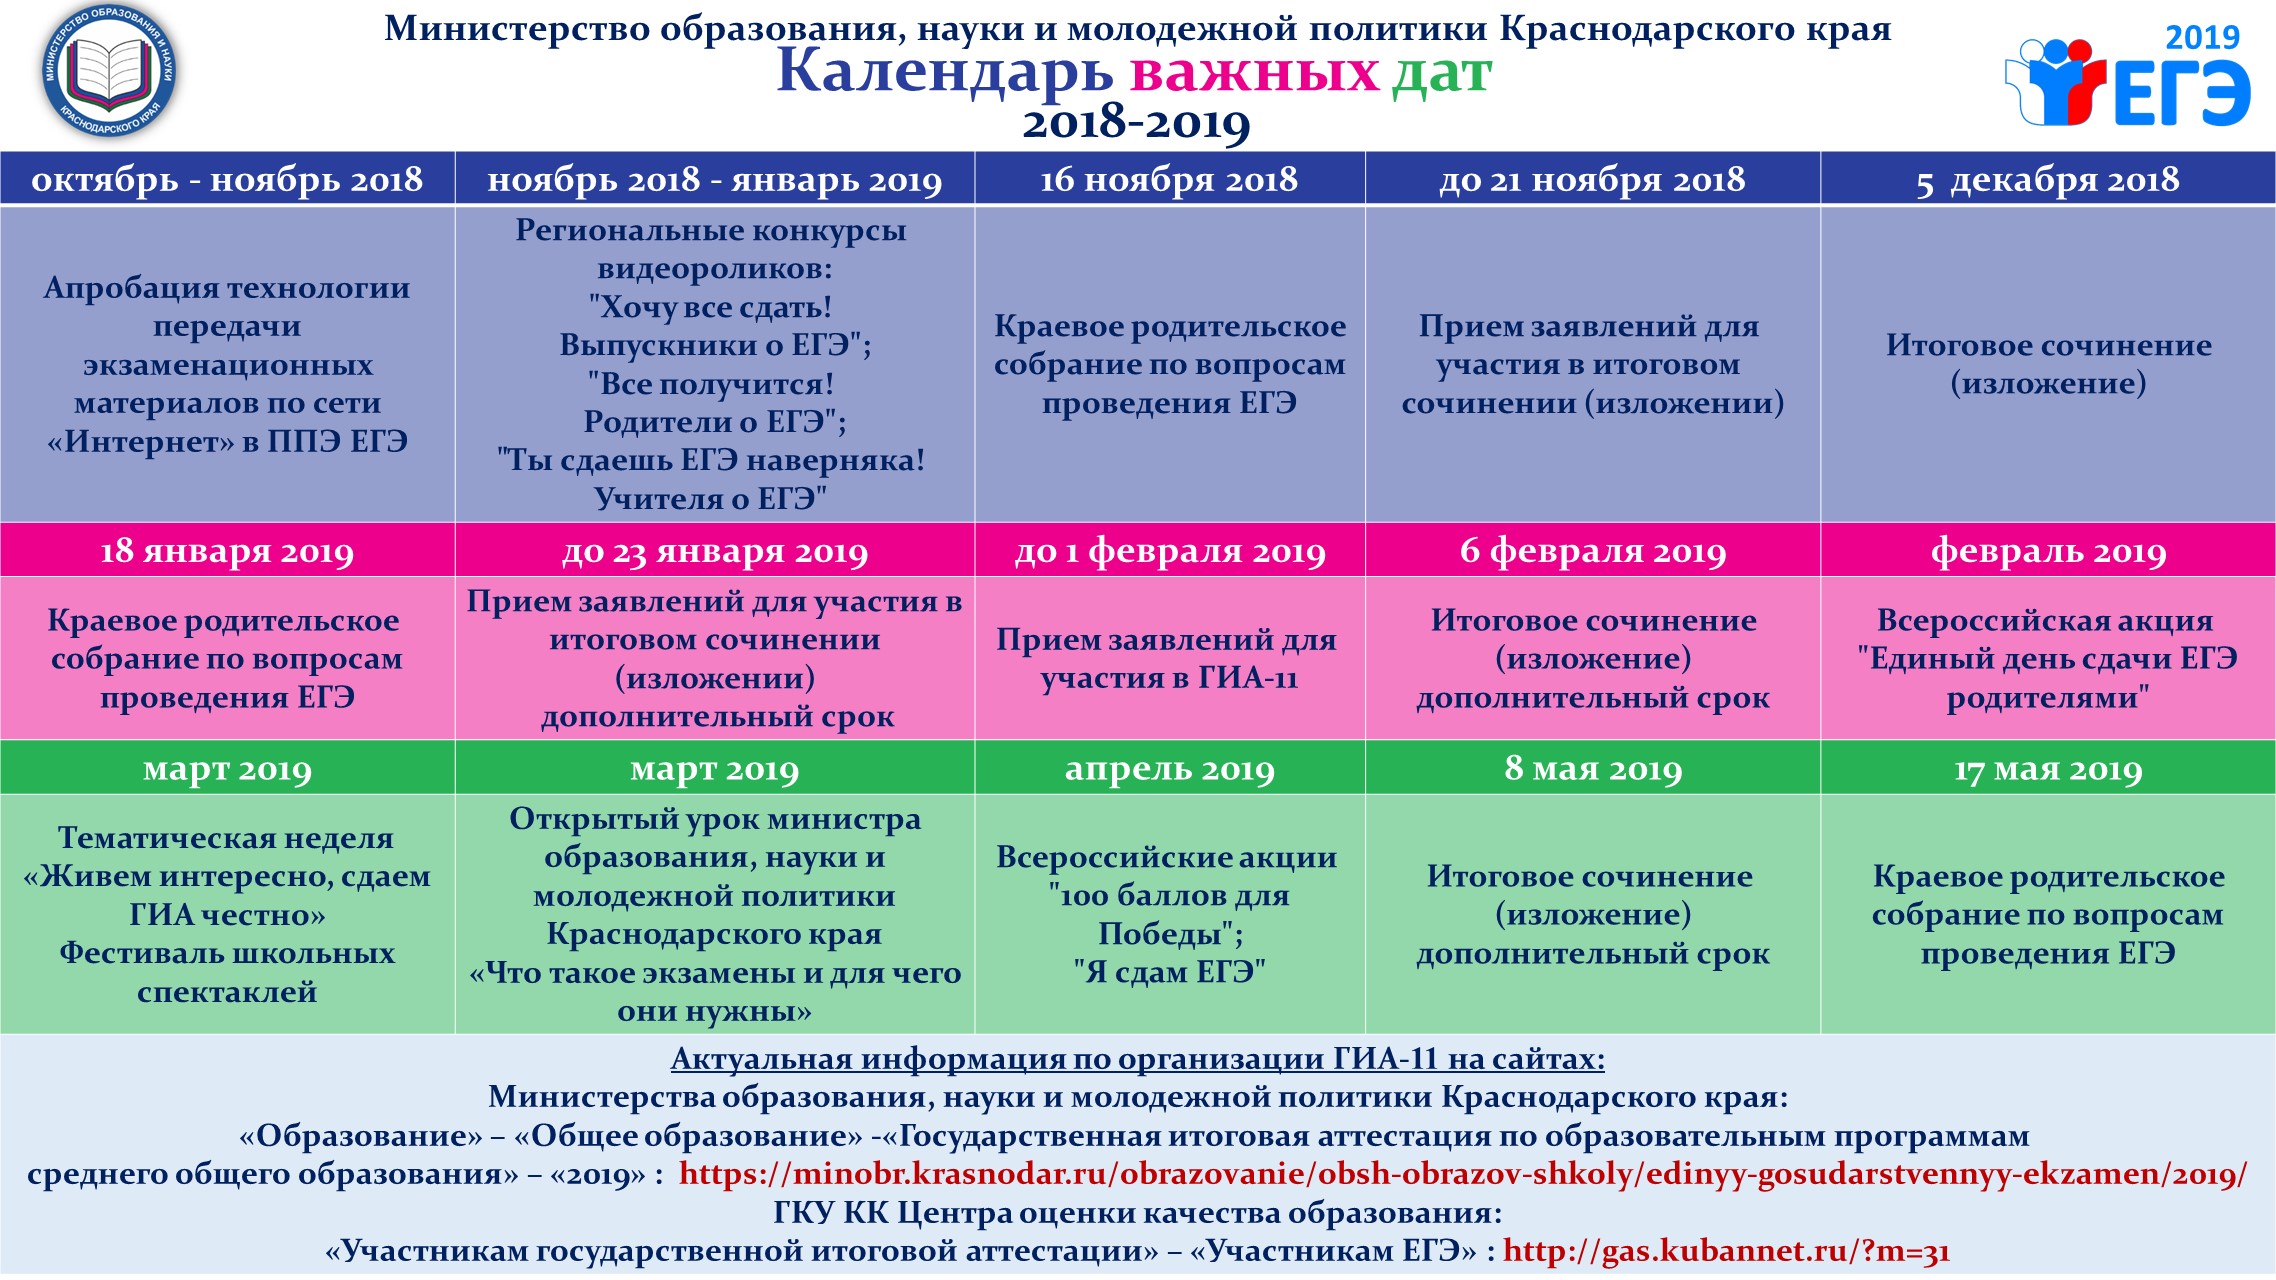 МИНИСТЕРСТВО ОБРАЗОВАНИЯ И НАУКИ
КРАСНОДАРСКОГО КРАЯ
Министерство образования, науки и молодежной политики Краснодарского края
Календарь важных дат
2018-2019
2019
ЕГЭ
октябрь - ноябрь 2018
Апробация технологии
передачи
экзаменационных
материалов по сети
«Интернет» в ППЭ ЕГЭ
ноябрь 2018 - январь 2019
Региональные конкурсы
видеороликов:
"Хочу все сдать!
Выпускники о ЕГЭ";
"Все получится!
Родители о ЕГЭ";
"Ты сдаешь ЕГЭ наверняка!
Учителя о ЕГЭ"
16 ноября 2018
Краевое родительское
собрание по вопросам
проведения ЕГЭ
до 21 ноября 2018
Прием заявлений для
участия в итоговом
сочинении (изложении)
5 декабря 2018
Итоговое сочинение
(изложение)
18 января 2019
Краевое родительское
собрание по вопросам
проведения ЕГЭ
до 23 января 2019
Прием заявлений для участия в
итоговом сочинении
(изложении)
дополнительный срок
до 1 февраля 2019
Прием заявлений для
участия в ГИА-11
6 февраля 2019
Итоговое сочинение
(изложение)
дополнительный срок
февраль 2019
Всероссийская акция
"Единый день сдачи ЕГЭ
родителями"
март 2019
Тематическая неделя
«Живем интересно, сдаем
ГИА честно»
Фестиваль школьных
спектаклей
март 2019
Открытый урок министра
образования, науки и
молодежной политики
Краснодарского края
«Что такое экзамены и для чего
они нужны»
апрель 2019
Всероссийские акции
"100 баллов для
Победы";
"Я сдам ЕГЭ"
8 мая 2019
Итоговое сочинение
(изложение)
дополнительный срок
17 мая 2019
Краевое родительское
собрание по вопросам
проведения ЕГЭ
Актуальная информация по организации ГИА-11 на сайтах:
Министерства образования, науки и молодежной политики Краснодарского края:
«Образование» – «Общее образование» -«Государственная итоговая аттестация по образовательным программам
среднего общего образования» – «2019» : https://minobr.krasnodar.ru/obrazovanie/obsh-obrazov-shkoly/edinyy-gosudarstvennyy-ekzamen/2019/
ГКУ КК Центра оценки качества образования:
«Участникам государственной итоговой аттестации» – «Участникам ЕГЭ» : http://gas.kubannet.ru/?m=31